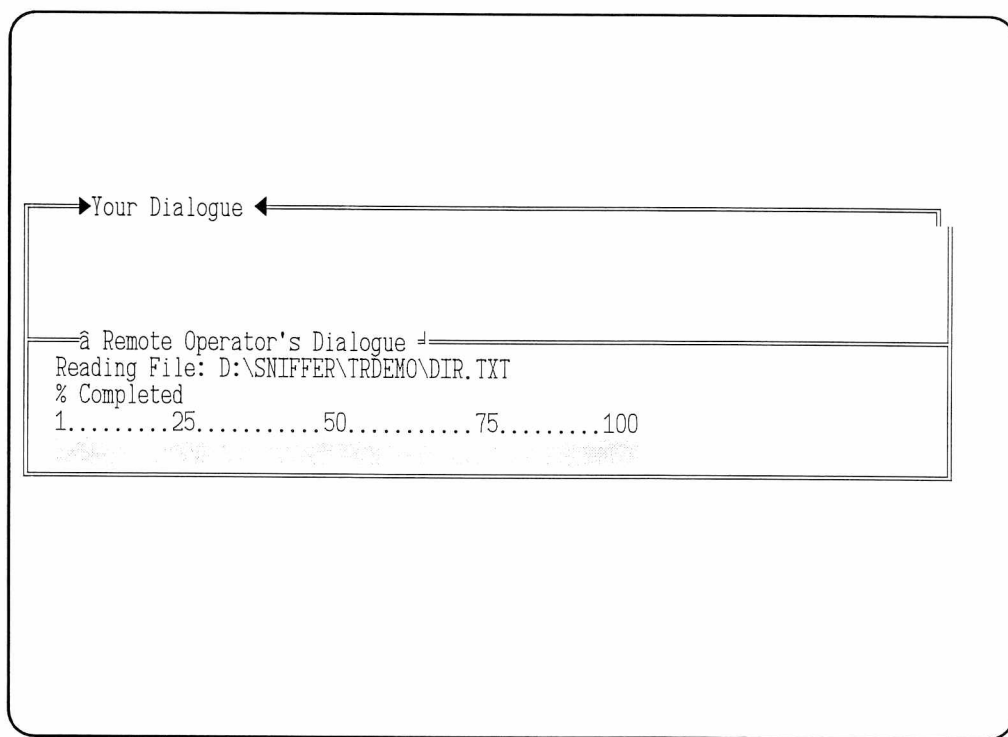 Your Dialogue
â Remote Operator's Dialogue ╛
Reading File: D:\SNIFFER\TRDEMO\DIR.TXT
% Completed
1.........25...........50...........75.........100